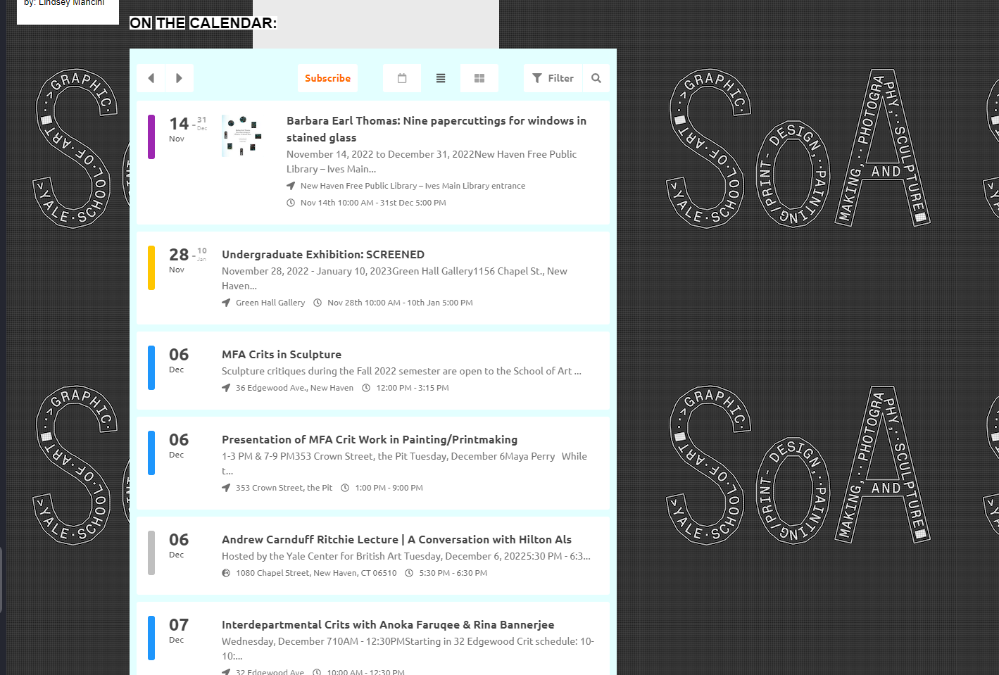 by: Lindsey Mancini
ON THE CALENDAR:
Subscribe
Filter
14 - 31
Nov Dec
Barbara Earl Thomas: Nine papercuttings for windows in
stained glass
November 14, 2022 to December 31, 2022New Haven Free Public
Library – Ives Main...
New Haven Free Public Library – Ives Main Library entrance
Nov 14th 10:00 AM - 31st Dec 5:00 PM
28 - 10
Nov Jan
Undergraduate Exhibition: SCREENED
November 28, 2022 - January 10, 2023Green Hall Gallery1156 Chapel St., New
Haven...
Green Hall Gallery Nov 28th 10:00 AM - 10th Jan 5:00 PM
06
Dec
MFA Crits in Sculpture
Sculpture critiques during the Fall 2022 semester are open to the School of Art ...
36 Edgewood Ave., New Haven 12:00 PM - 3:15 PM
06
Dec
Presentation of MFA Crit Work in Painting/Printmaking
1-3 PM & 7-9 PM353 Crown Street, the Pit Tuesday, December 6Maya Perry While
t...
353 Crown Street, the Pit 1:00 PM - 9:00 PM
06
Dec
Andrew Carnduff Ritchie Lecture | A Conversation with Hilton Als
Hosted by the Yale Center for British Art Tuesday, December 6, 20225:30 PM - 6:3...
1080 Chapel Street, New Haven, CT 06510 5:30 PM - 6:30 PM
07
Dec
Interdepartmental Crits with Anoka Faruqee & Rina Bannerjee
Wednesday, December 710AM - 12:30PMStarting in 32 Edgewood Crit schedule: 10-
10:...
32 Edgewood Ave 10:00 AM - 12:30 PM
>YALE·SCHOOL·OF·ART
··>GRAPHIC·
>YALE·SCHOOL·OF·ART
··>GRAPHIC·
DESIGN,··PAINTING/PRINT-
MAKING,··PHOTOGRA
PHY,··SCULPTURE
AND
>YALE·SCHOOL·OF·ART
··>GRAPHIC·
>YALE·SCHOOL·OF·ART
··>GRAPHIC·
DESIGN,··PAINTING/PRINT-
MAKING,··PHOTOGRA
PHY,··SCULPTURE
AND